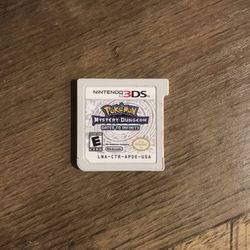 NINTENDO 3DS
POKéMON
MYSTERY DUNGEON
GATES TO INFINITY
E
Nintendo
LNA-CTR-APDE-USA